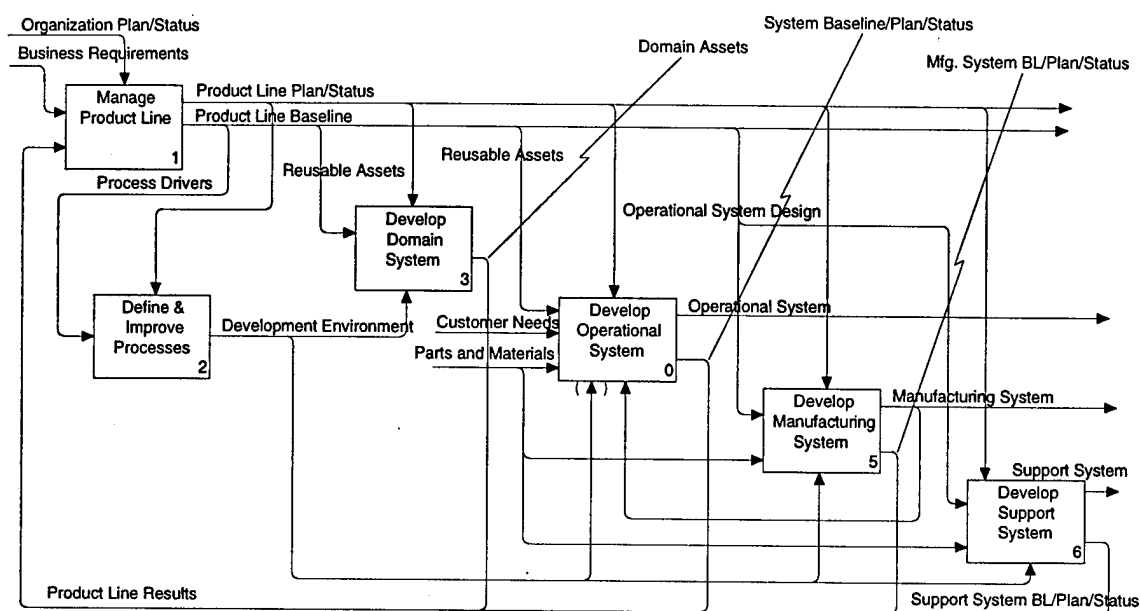 System Baseline/Plan/Status
Organization Plan/Status
Domain Assets
Business Requirements
Mfg. System BL/Plan/Status
Manage
Product Line
1
Product Line Plan/Status
Product Line Baseline
Reusable Assets
Reusable Assets
Process Drivers
Develop
Domain
System
3
Operational System Design
Define &
Improve
Processes
2
Development Environment
Customer Needs
Parts and Materials
Develop
Operational
System
0
( )
Operational System
Develop
Manufacturing
System
5
Manufacturing System
Support System
Develop
Support
System
6
Product Line Results
Support System BL/Plan/Status